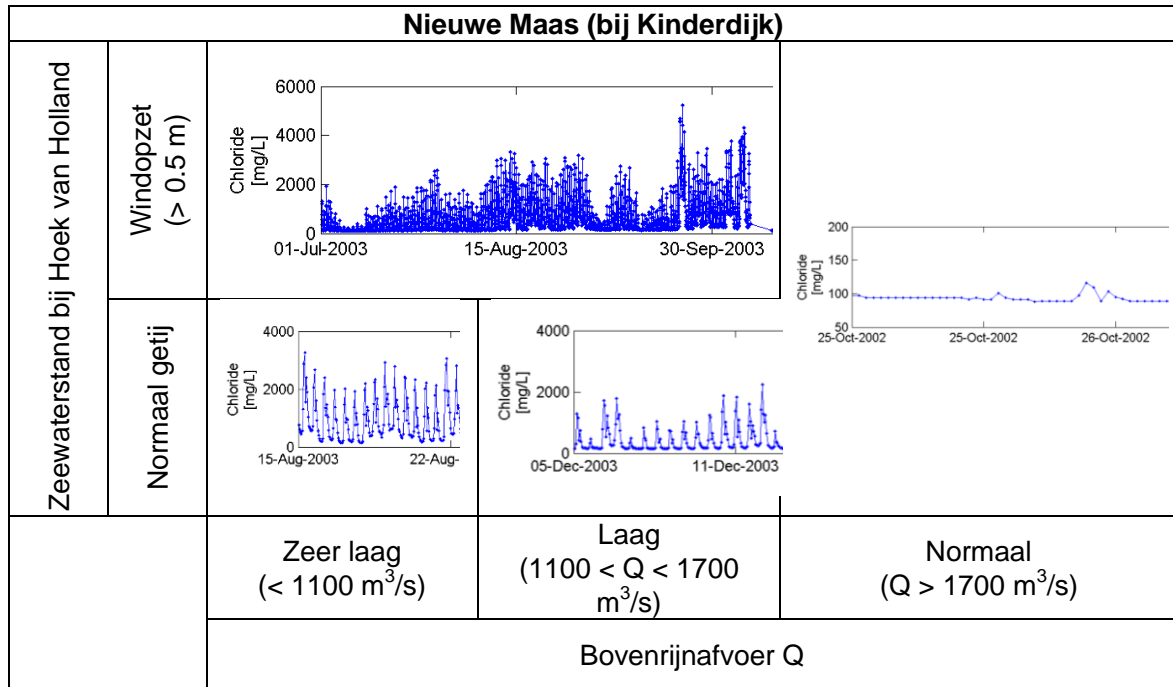 Nieuwe Maas (bij Kinderdijk)
Zeewaterstand bij Hoek van Holland
Windopzet
(> 0.5 m)
6000
4000
2000
0
Chloride
[mg/L]
01-Jul-2003 15-Aug-2003 30-Sep-2003
200
150
100
50
Chloride
[mg/L]
25-Oct-2002 25-Oct-2002 26-Oct-2002
Normaal getij
4000
2000
0
Chloride
[mg/L]
15-Aug-2003 22-Aug-
4000
2000
0
Chloride
[mg/L]
05-Dec-2003 11-Dec-2003
Zeer laag
(< 1100 m³/s)
Laag
(1100 < Q < 1700
m³/s)
Normaal
(Q > 1700 m³/s)
Bovenrijnafvoer Q